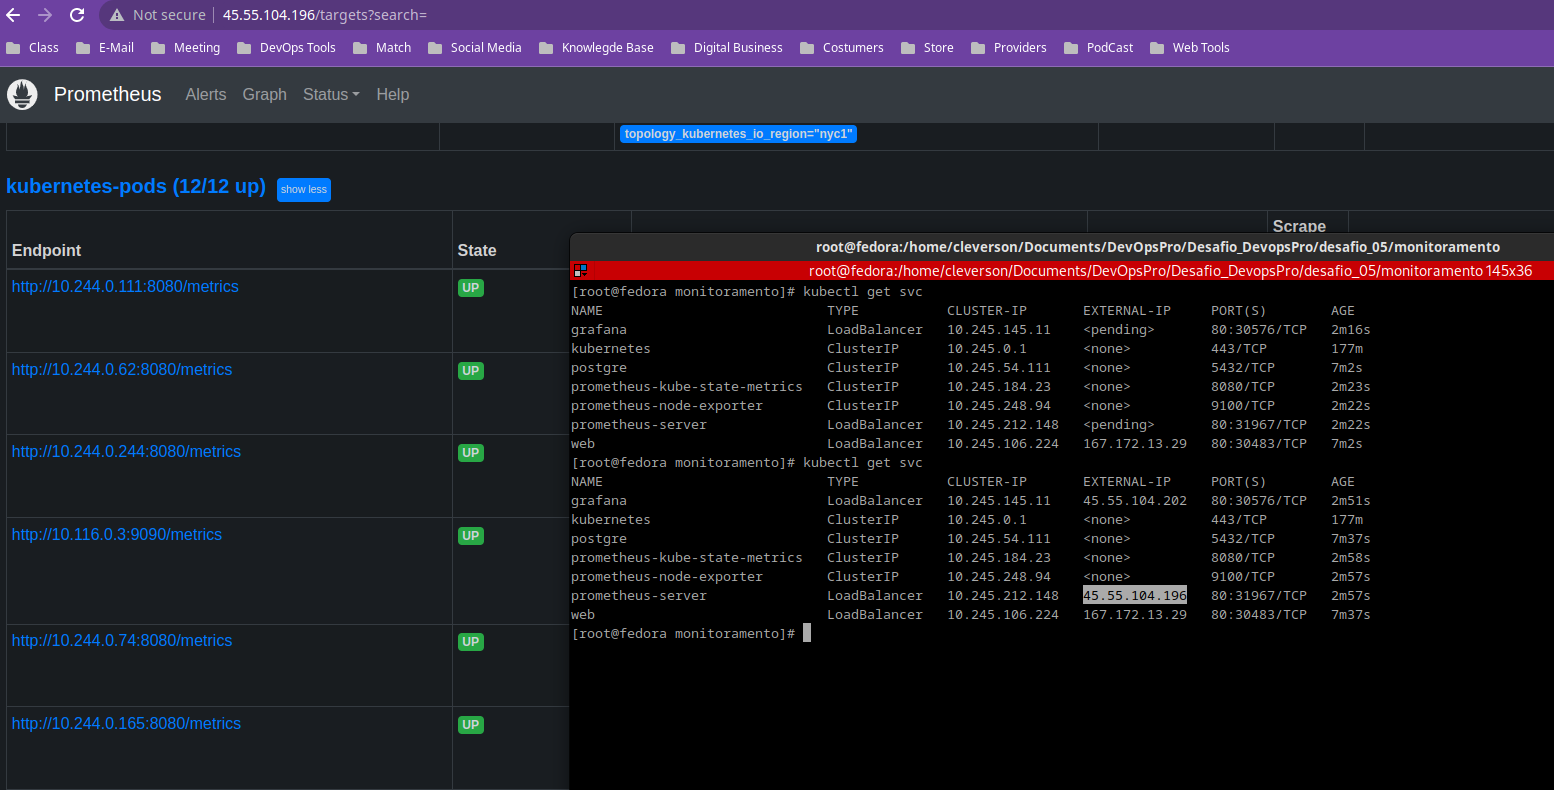 Not secure 45.55.104.196/targets?search=
Class E-Mail Meeting DevOps Tools Match Social Media Knowlegde Base Digital Business Costumers Store Providers PodCast Web Tools
Prometheus Alerts Graph Status Help
topology_kubernetes_io_region="nyc1"
kubernetes-pods (12/12 up) show less
Endpoint State Scrape
http://10.244.0.111:8080/metrics UP
http://10.244.0.62:8080/metrics UP
http://10.244.0.244:8080/metrics UP
http://10.116.0.3:9090/metrics UP
http://10.244.0.74:8080/metrics UP
http://10.244.0.165:8080/metrics UP
root@fedora:/home/cleverson/Documents/DevOpsPro/Desafio_DevopsPro/desafio_05/monitoramento
root@fedora:/home/cleverson/Documents/DevOpsPro/Desafio_DevopsPro/desafio_05/monitoramento 145x36
[root@fedora monitoramento]# kubectl get svc
NAME TYPE CLUSTER-IP EXTERNAL-IP PORT(S) AGE
grafana LoadBalancer 10.245.145.11 <pending> 80:30576/TCP 2m16s
kubernetes ClusterIP 10.245.0.1 <none> 443/TCP 177m
postgre ClusterIP 10.245.54.111 <none> 5432/TCP 7m2s
prometheus-kube-state-metrics ClusterIP 10.245.184.23 <none> 8080/TCP 2m23s
prometheus-node-exporter ClusterIP 10.245.248.94 <none> 9100/TCP 2m22s
prometheus-server LoadBalancer 10.245.212.148 <pending> 80:31967/TCP 2m22s
web LoadBalancer 10.245.106.224 167.172.13.29 80:30483/TCP 7m2s
[root@fedora monitoramento]# kubectl get svc
NAME TYPE CLUSTER-IP EXTERNAL-IP PORT(S) AGE
grafana LoadBalancer 10.245.145.11 45.55.104.202 80:30576/TCP 2m51s
kubernetes ClusterIP 10.245.0.1 <none> 443/TCP 177m
postgre ClusterIP 10.245.54.111 <none> 5432/TCP 7m37s
prometheus-kube-state-metrics ClusterIP 10.245.184.23 <none> 8080/TCP 2m58s
prometheus-node-exporter ClusterIP 10.245.248.94 <none> 9100/TCP 2m57s
prometheus-server LoadBalancer 10.245.212.148 45.55.104.196 80:31967/TCP 2m57s
web LoadBalancer 10.245.106.224 167.172.13.29 80:30483/TCP 7m37s
[root@fedora monitoramento]#